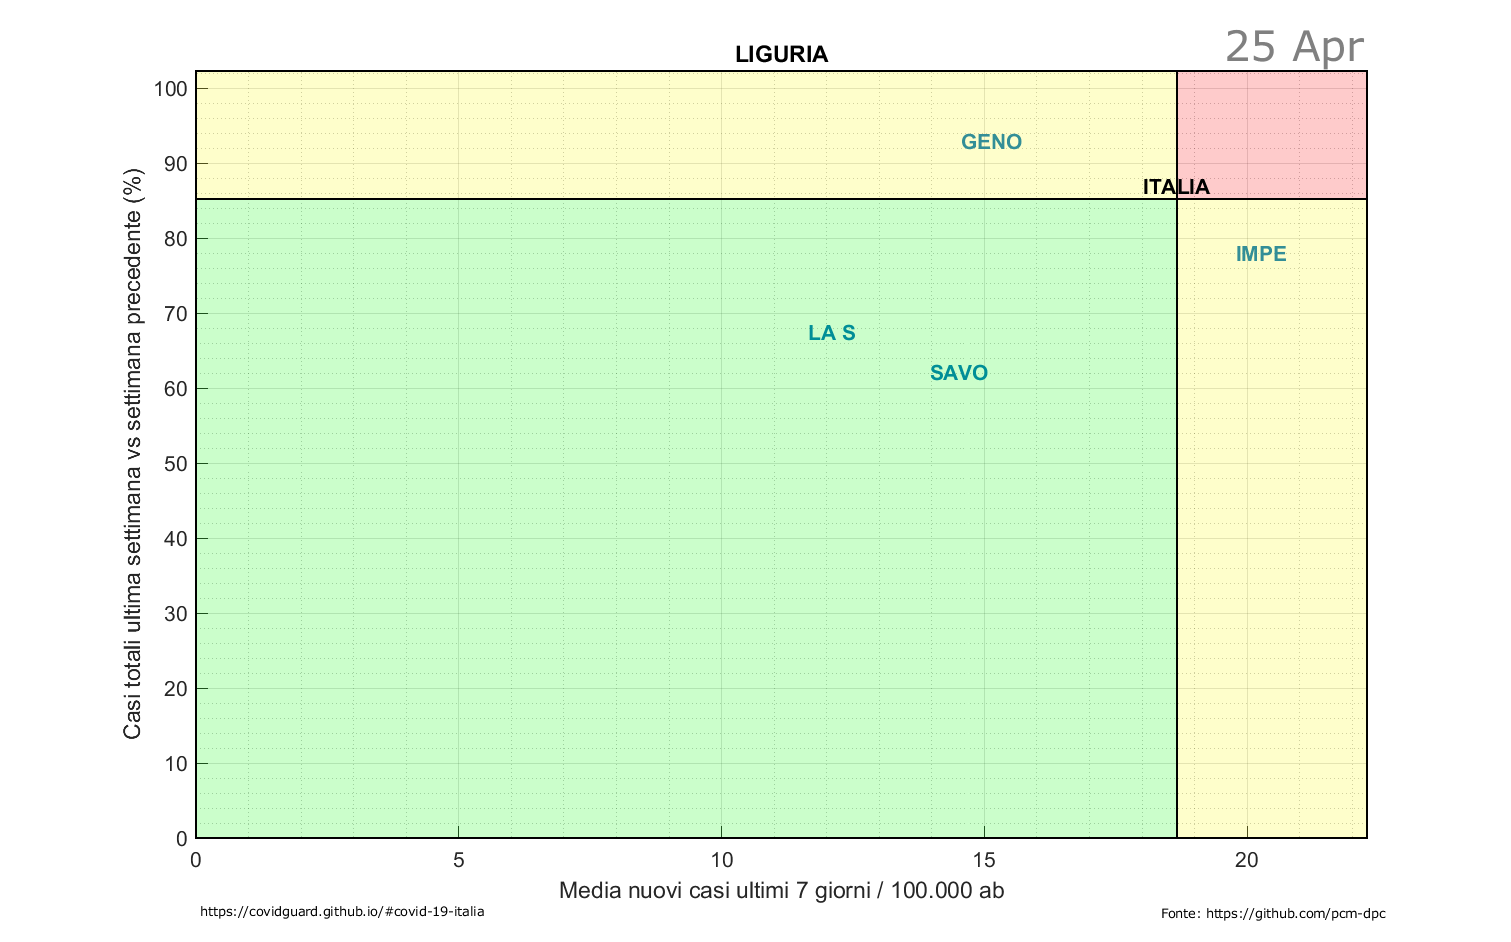 LIGURIA
25 Apr
Casi totali ultima settimana vs settimana precedente (%)
100
90
80
70
60
50
40
30
20
10
0
GENO
ITALIA
IMPE
LA S
SAVO
0 5 10 15 20
Media nuovi casi ultimi 7 giorni / 100.000 ab
https://covidguard.github.io/#covid-19-italia
Fonte: https://github.com/pcm-dpc